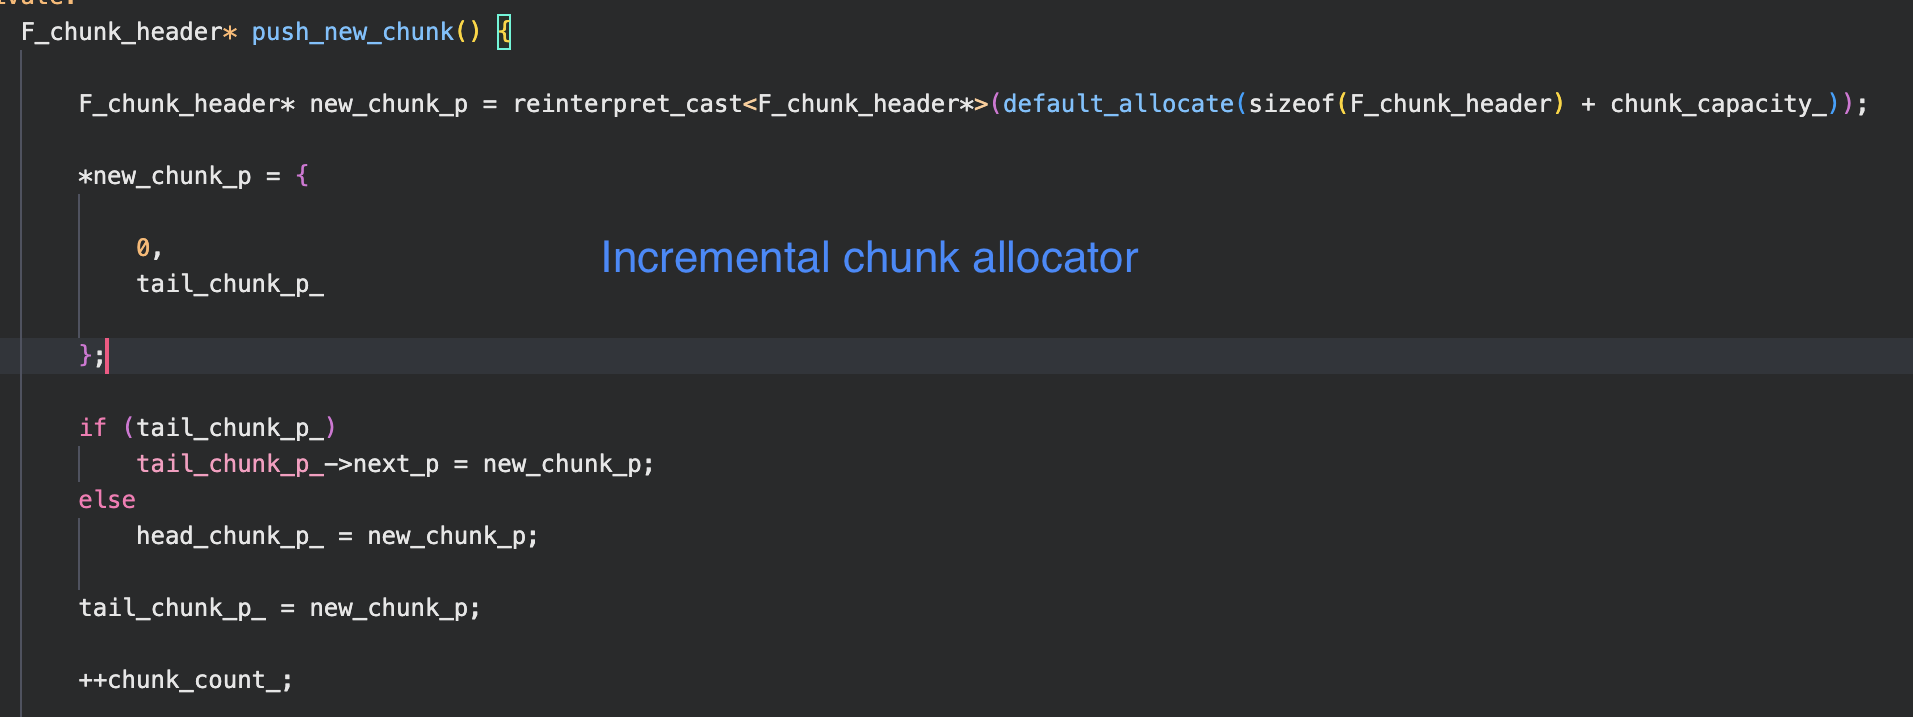 F_chunk_header* push_new_chunk() {
F_chunk_header* new_chunk_p = reinterpret_cast<F_chunk_header*>(default_allocate(sizeof(F_chunk_header) + chunk_capacity_));
*new_chunk_p = {
0,
Incremental chunk allocator
tail_chunk_p_
};
if (tail_chunk_p_)
tail_chunk_p_->next_p = new_chunk_p;
else
head_chunk_p_ = new_chunk_p;
tail_chunk_p_ = new_chunk_p;
++chunk_count_;